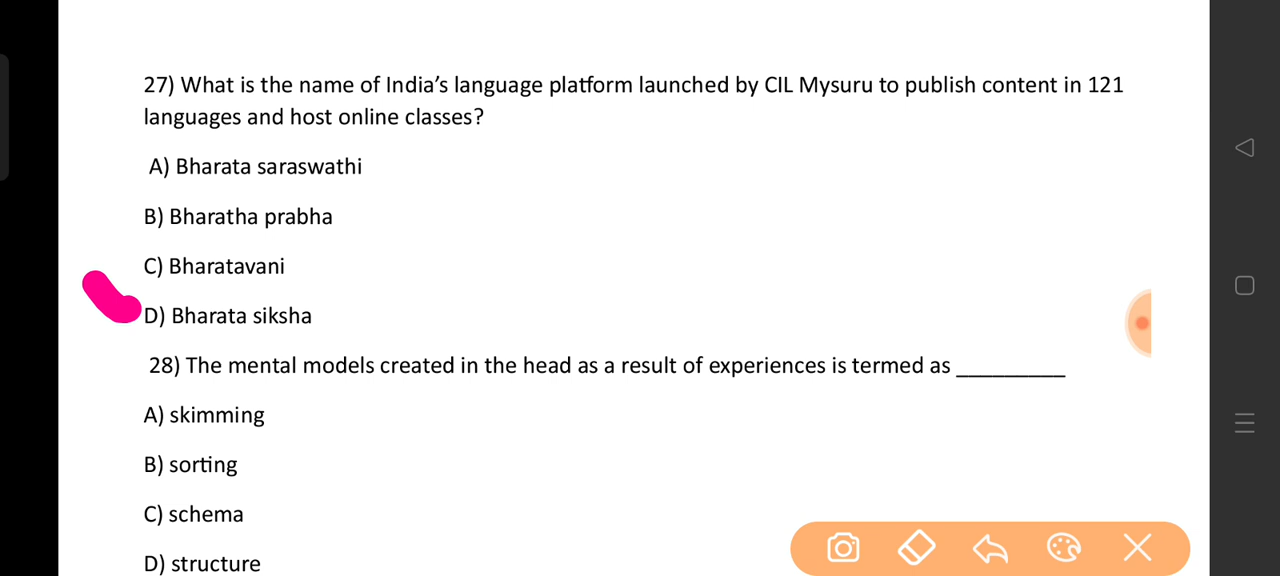 27) What is the name of India’s language platform launched by CIL Mysuru to publish content in 121
languages and host online classes?
A) Bharata saraswathi
B) Bharatha prabha
C) Bharatavani
D) Bharata siksha
28) The mental models created in the head as a result of experiences is termed as _________
A) skimming
B) sorting
C) schema
D) structure